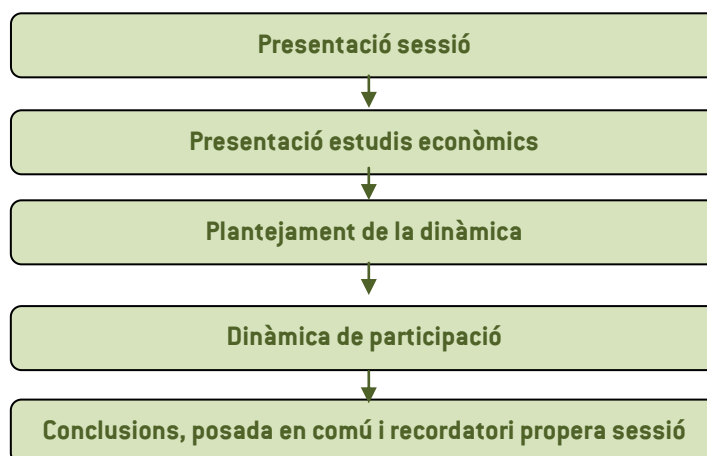 Presentació sessió
Presentació estudis econòmics
Plantejament de la dinàmica
Dinàmica de participació
Conclusions, posada en comú i recordatori propera sessió